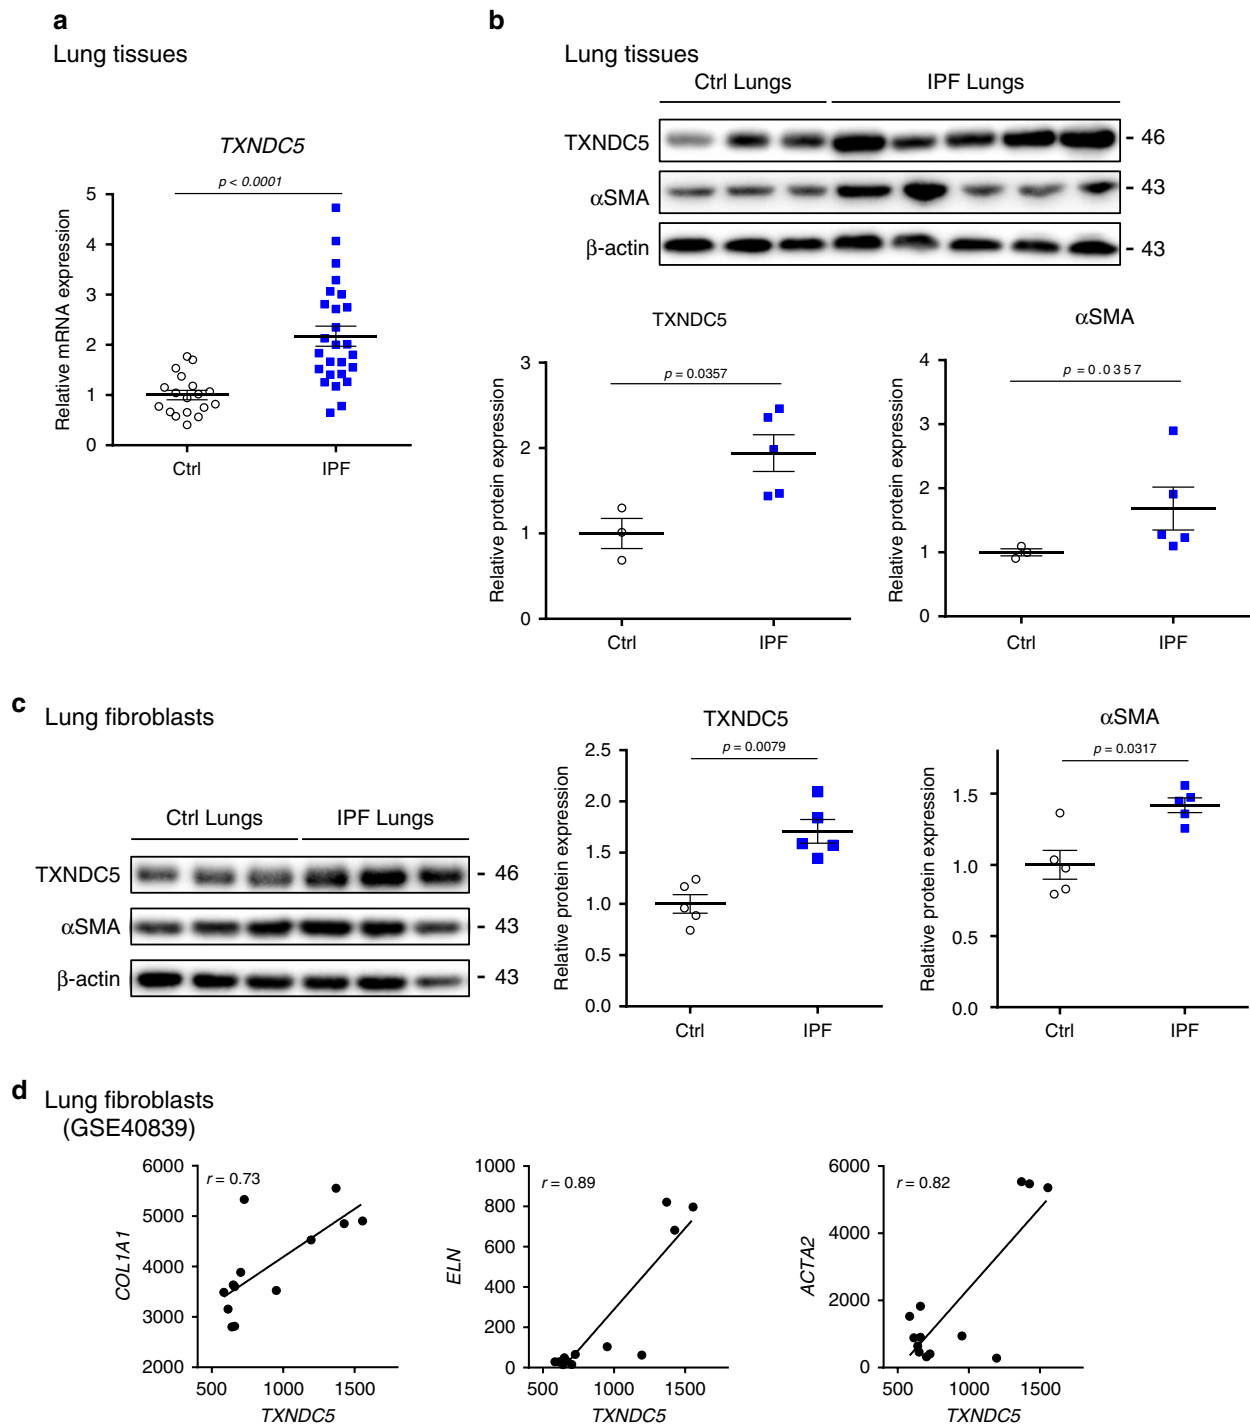 a
Lung tissues
TXNDC5
p < 0.0001
Relative mRNA expression
5
4
3
2
1
0
Ctrl
IPF
b
Lung tissues
Ctrl Lungs
IPF Lungs
TXNDC5
- 46
αSMA
- 43
β-actin
- 43
TXNDC5
p = 0.0357
Relative protein expression
3
2
1
0
Ctrl
IPF
αSMA
p = 0.0357
Relative protein expression
4
3
2
1
0
Ctrl
IPF
c
Lung fibroblasts
Ctrl Lungs
IPF Lungs
TXNDC5
- 46
αSMA
- 43
β-actin
- 43
TXNDC5
p = 0.0079
Relative protein expression
2.5
2.0
1.5
1.0
0.5
0.0
Ctrl
IPF
αSMA
p = 0.0317
Relative protein expression
1.5
1.0
0.5
0.0
Ctrl
IPF
d
Lung fibroblasts
(GSE40839)
r = 0.73
COL1A1
6000
5000
4000
3000
2000
500
1000
1500
TXNDC5
r = 0.89
ELN
1000
800
600
400
200
0
500
1000
1500
TXNDC5
r = 0.82
ACTA2
6000
4000
2000
0
500
1000
1500
TXNDC5